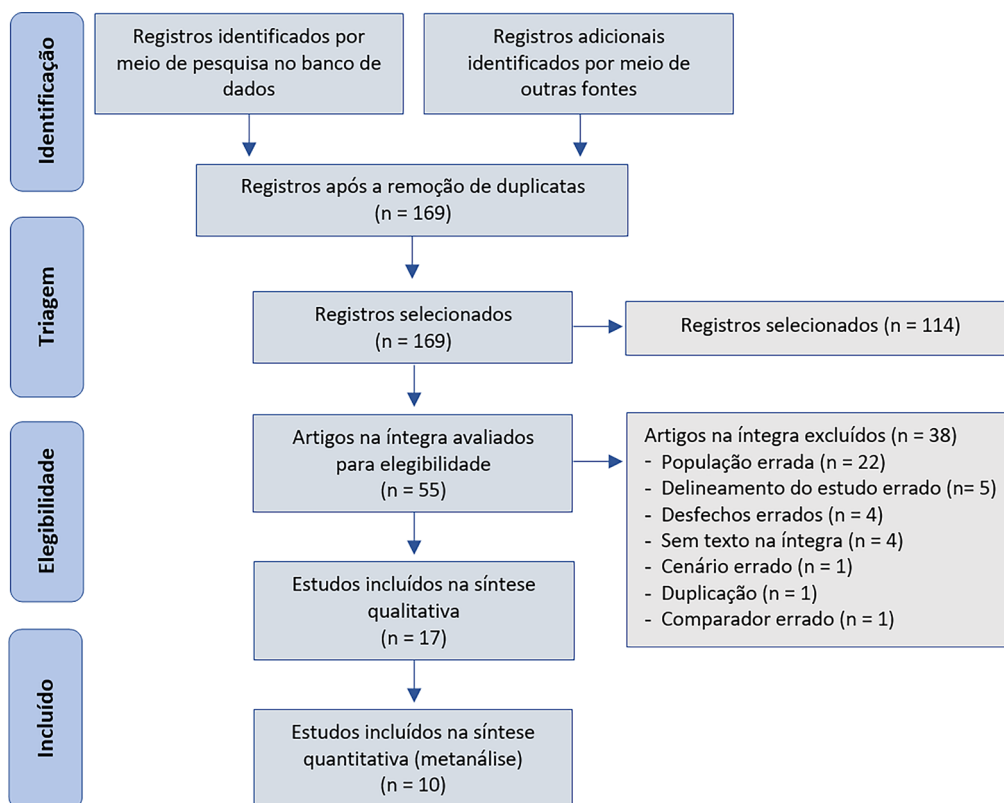 Identificação
Registros identificados por
meio de pesquisa no banco de
dados
Registros adicionais
identificados por meio de
outras fontes
Registros após a remoção de duplicatas
(n = 169)
Triagem
Registros selecionados
(n = 169)
Registros selecionados (n = 114)
Elegibilidade
Artigos na íntegra avaliados
para elegibilidade
(n = 55)
Artigos na íntegra excluídos (n = 38)
- População errada (n = 22)
- Delineamento do estudo errado (n= 5)
- Desfechos errados (n = 4)
- Sem texto na íntegra (n = 4)
- Cenário errado (n = 1)
- Duplicação (n = 1)
- Comparador errado (n = 1)
Estudos incluídos na síntese
qualitativa
(n = 17)
Incluído
Estudos incluídos na síntese
quantitativa (metanálise)
(n = 10)